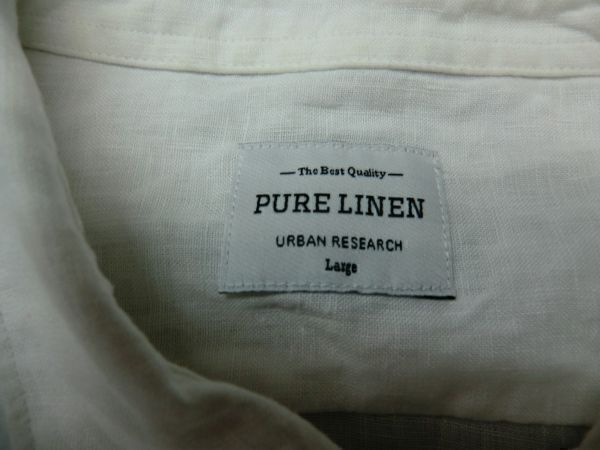 — The Best Quality —
PURE LINEN
URBAN RESEARCH
Large